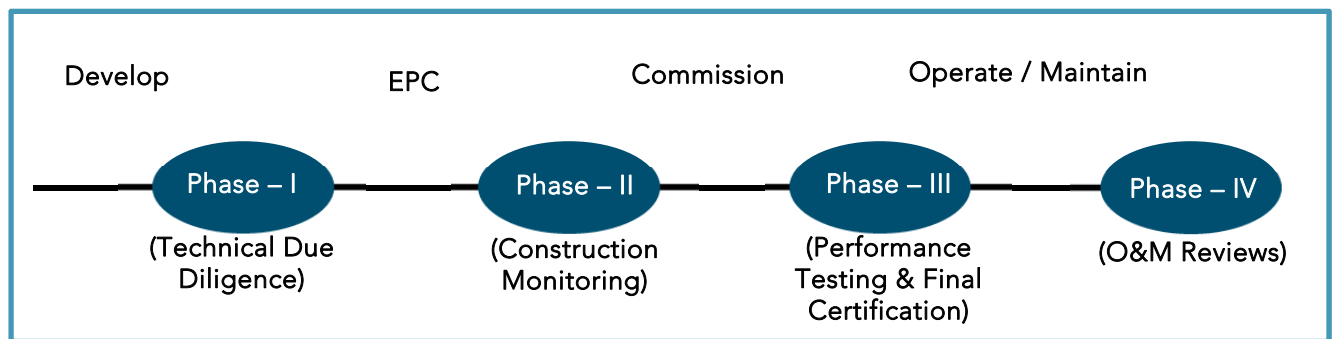 Develop
EPC
Commission
Operate / Maintain
Phase – I
Phase – II
Phase – III
Phase – IV
(Technical Due
Diligence)
(Construction
Monitoring)
(Performance
Testing & Final
Certification)
(O&M Reviews)